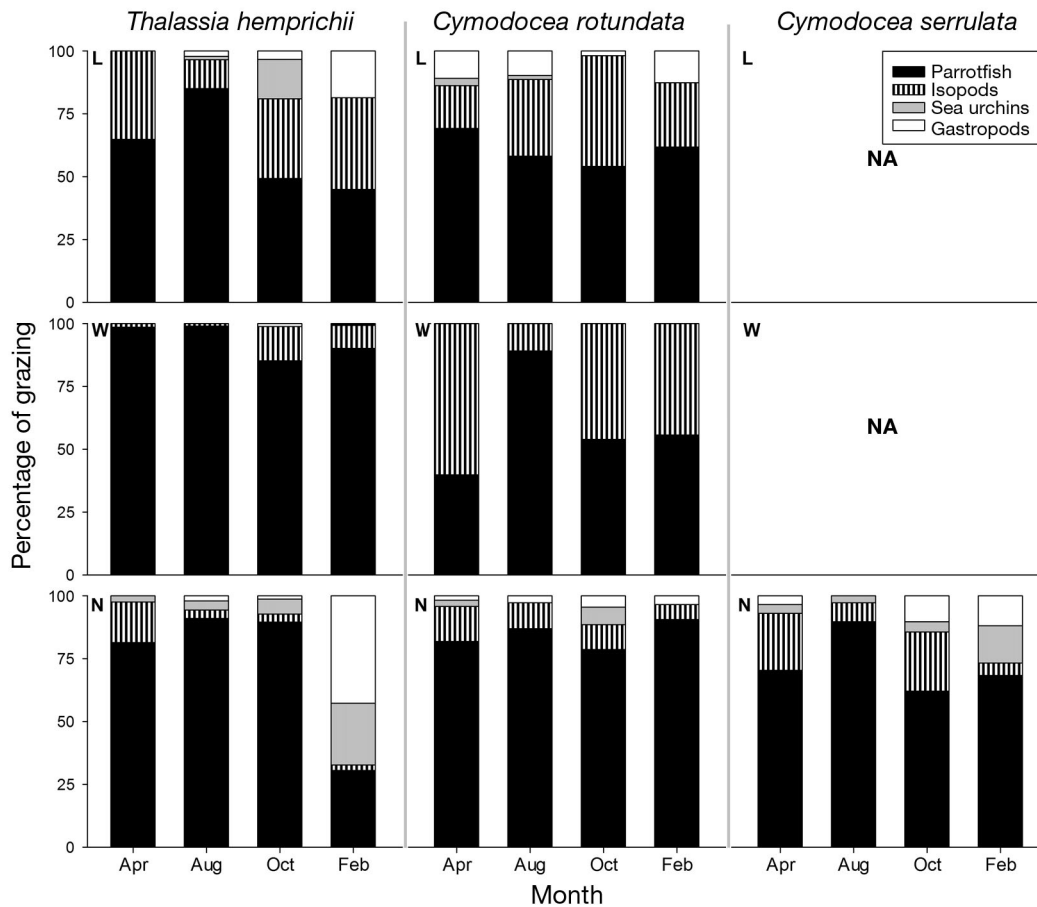 Thalassia hemprichii
Cymodocea rotundata
Cymodocea serrulata
100
75
50
25
0
L
L
L
Parrotfish
Isopods
Sea urchins
Gastropods
NA
Percentage of grazing
100
75
50
25
0
W
W
W
NA
100
75
50
25
0
N
N
N
Apr Aug Oct Feb
Apr Aug Oct Feb
Apr Aug Oct Feb
Month